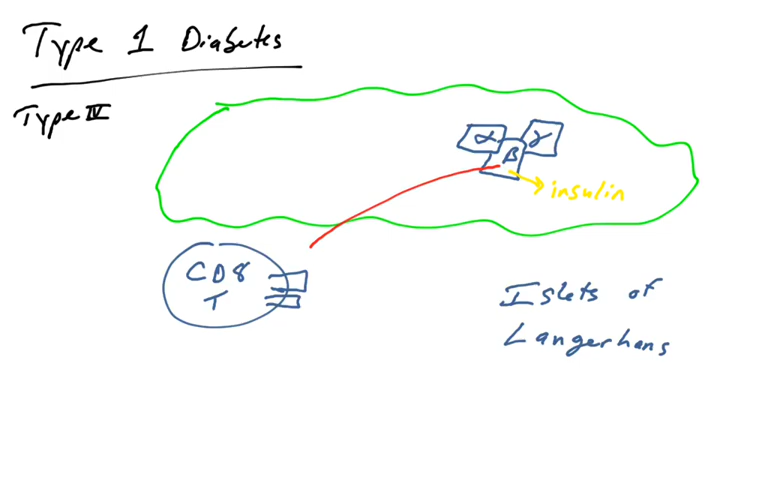 Type 1 Diabetes
Type IV
α γ
β
insulin
CD8
T
Islets of
Langerhans